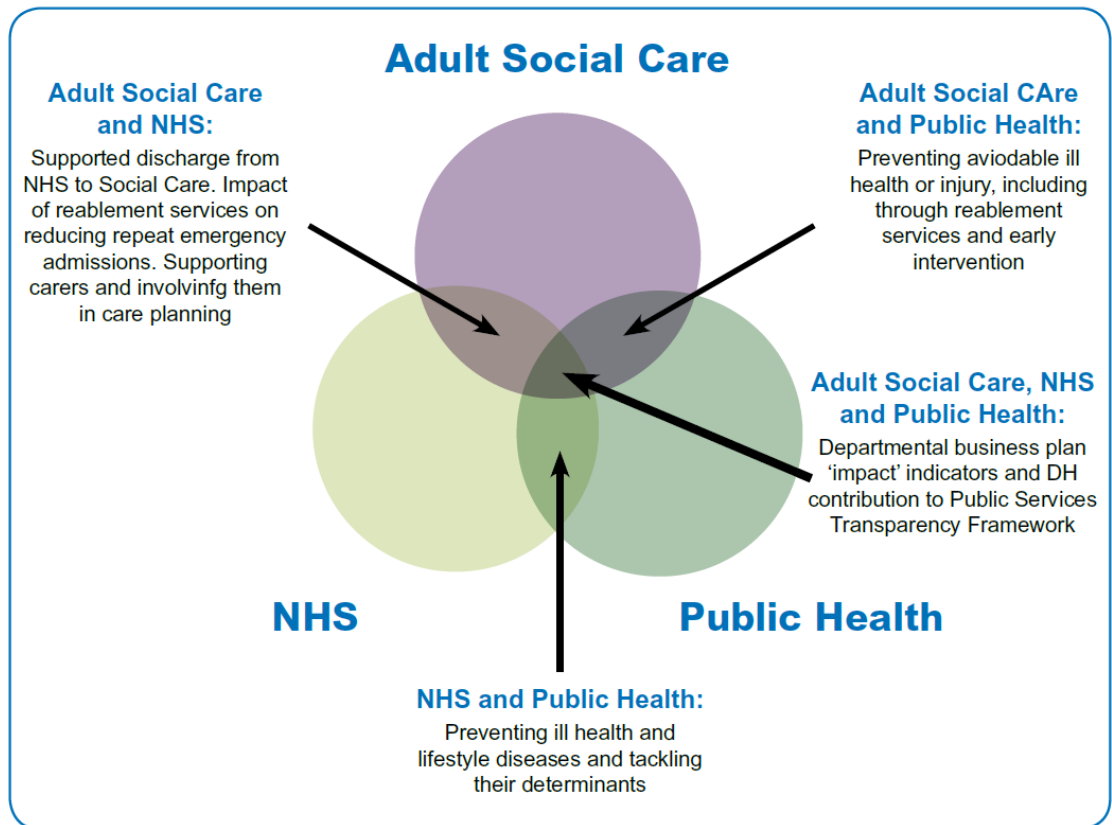 Adult Social Care
Adult Social Care
and NHS:
Supported discharge from
NHS to Social Care. Impact
of reablement services on
reducing repeat emergency
admissions. Supporting
carers and involvinfg them
in care planning
Adult Social CAre
and Public Health:
Preventing aviodable ill
health or injury, including
through reablement
services and early
intervention
Adult Social Care, NHS
and Public Health:
Departmental business plan
‘impact’ indicators and DH
contribution to Public Services
Transparency Framework
NHS
Public Health
NHS and Public Health:
Preventing ill health and
lifestyle diseases and tackling
their determinants